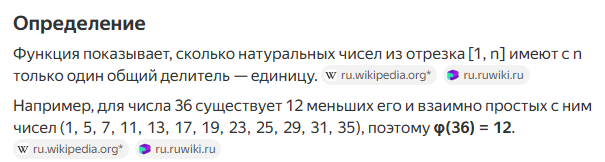 Определение
Функция показывает, сколько натуральных чисел из отрезка [1, n] имеют с n
только один общий делитель — единицу. W ru.wikipedia.org* ru.ruwiki.ru
Например, для числа 36 существует 12 меньших его и взаимно простых с ним
чисел (1, 5, 7, 11, 13, 17, 19, 23, 25, 29, 31, 35), поэтому φ(36) = 12.
W ru.wikipedia.org* ru.ruwiki.ru